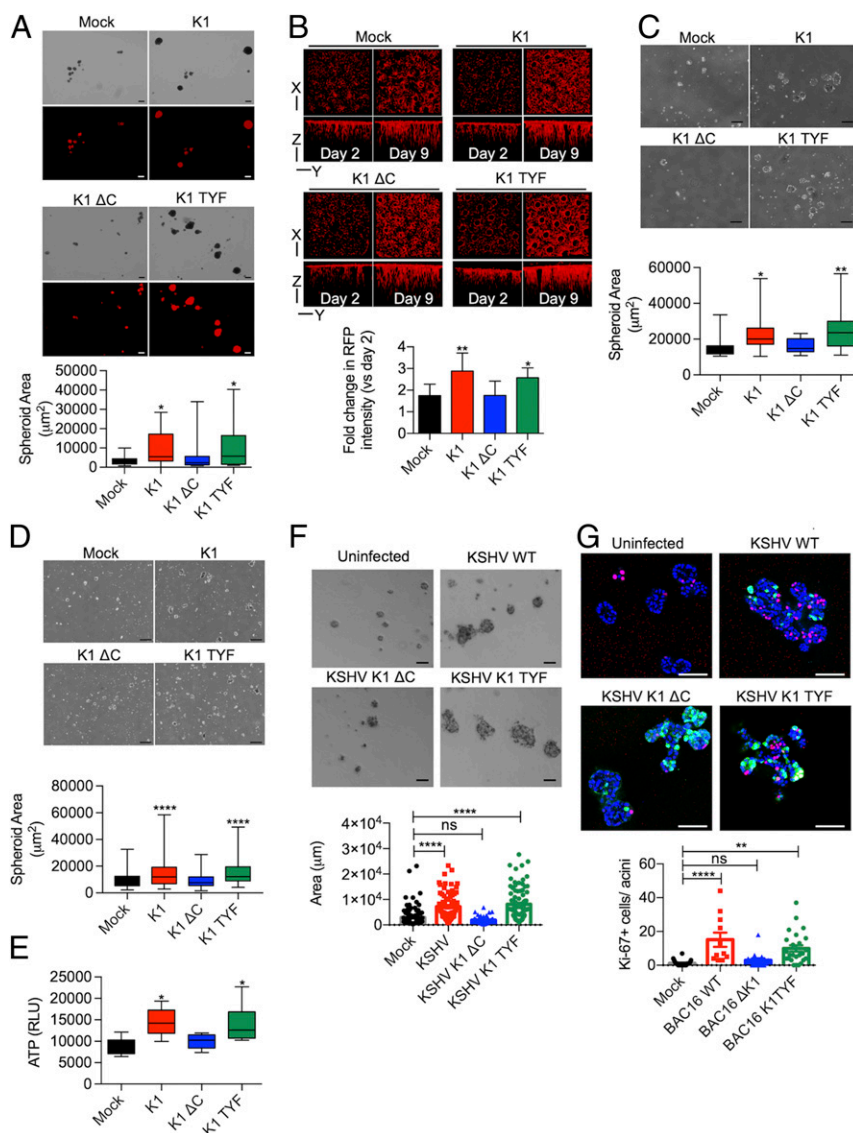 A
Mock K1
K1 ΔC K1 TYF
Spheroid Area
(µm²)
50000
40000
30000
20000
10000
0
* *
Mock
K1
K1 ΔC
K1 TYF
B
Mock K1
X
Z
Y
Day 2 Day 9 Day 2 Day 9
K1 ΔC K1 TYF
X
Z
Y
Day 2 Day 9 Day 2 Day 9
Fold change in RFP
intensity (vs day 2)
4
3
2
1
0
** *
Mock
K1
K1 ΔC
K1 TYF
C
Mock K1
K1 ΔC K1 TYF
Spheroid Area
(µm²)
60000
40000
20000
0
* **
Mock
K1
K1 ΔC
K1 TYF
D
Mock K1
K1 ΔC K1 TYF
Spheroid Area
(µm²)
80000
60000
40000
20000
0
**** ****
Mock
K1
K1 ΔC
K1 TYF
E
ATP (RLU)
25000
20000
15000
10000
5000
0
* *
Mock
K1
K1 ΔC
K1 TYF
F
Uninfected KSHV WT
KSHV K1 ΔC KSHV K1 TYF
Area (µm)
4×10⁴
3×10⁴
2×10⁴
1×10⁴
0
****
ns
****
Mock
KSHV
KSHV K1 ΔC
KSHV K1 TYF
G
Uninfected KSHV WT
KSHV K1 ΔC KSHV K1 TYF
Ki-67+ cells/ acini
60
40
20
0
**
ns
****
Mock
BAC16 WT
BAC16 ΔK1
BAC16 K1TYF